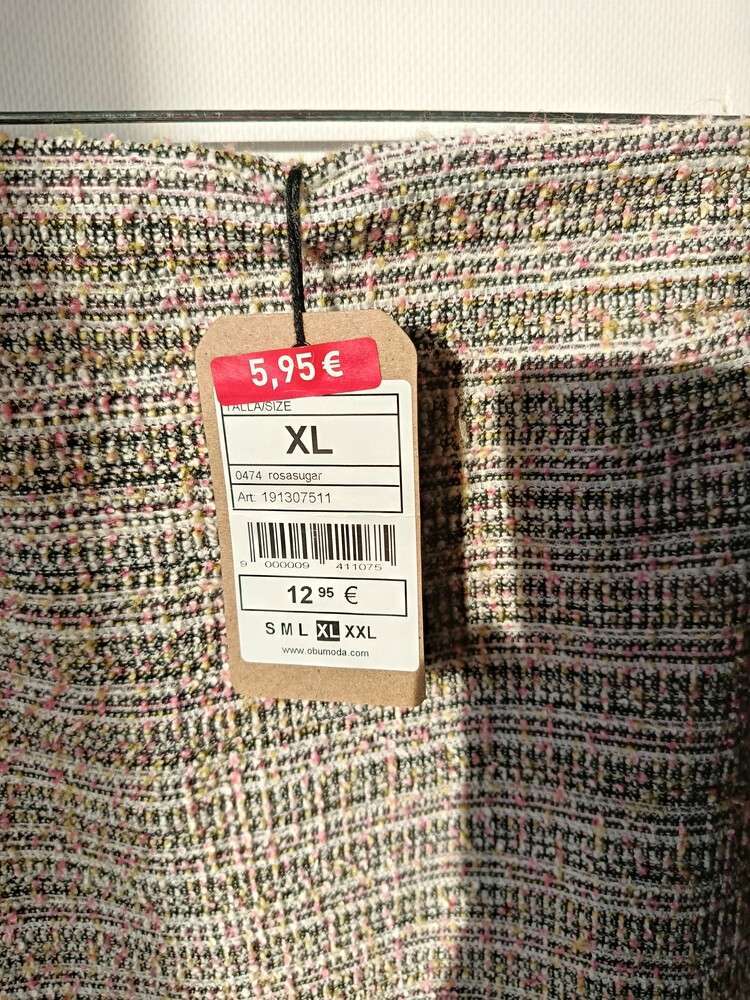 5,95 €
TALLA/SIZE
XL
0474 rosasugar
Art: 191307511
9 000009 411075
12 95 €
S M L XL XXL
www.obumoda.com